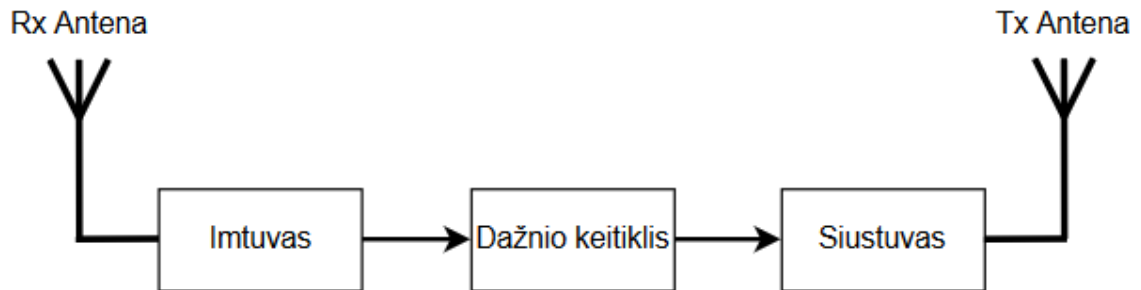 Rx Antena
Tx Antena
Imtuvas
Dažnio keitiklis
Siustuvas